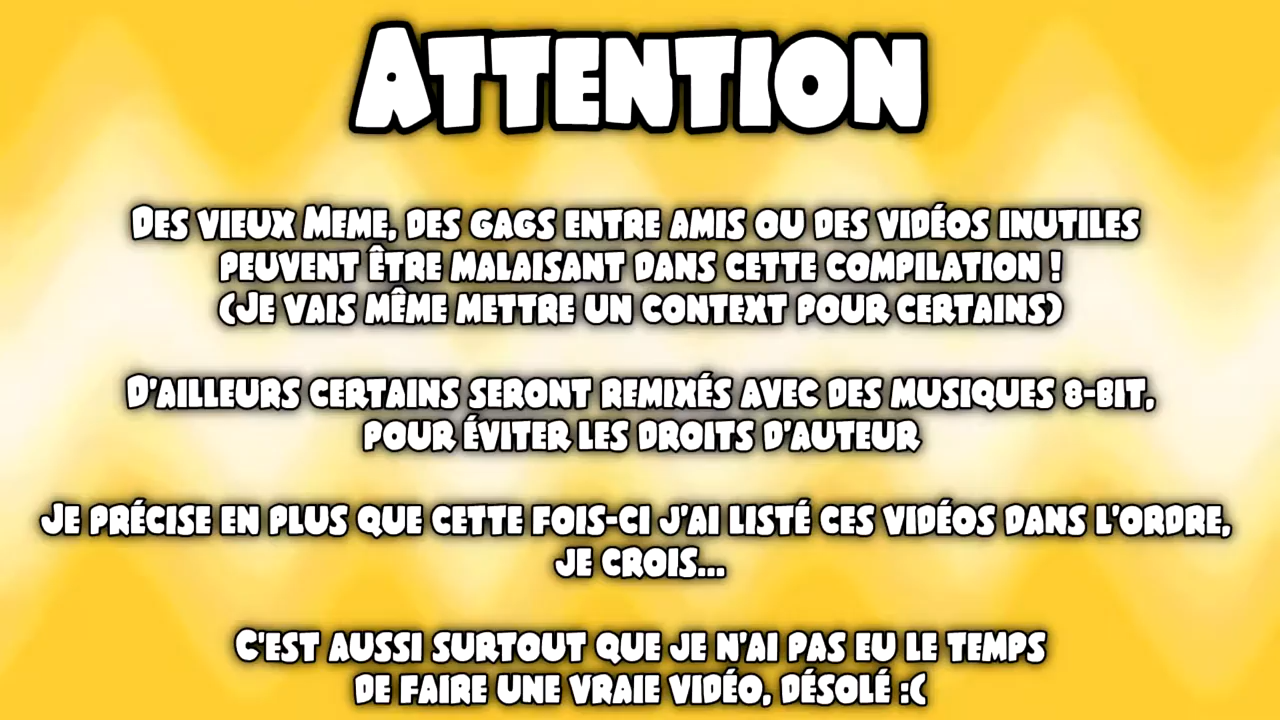 Attention
Des vieux Meme, des gags entre amis ou des vidéos inutiles
peuvent être malaisant dans cette compilation !
(Je vais même mettre un context pour certains)
D'ailleurs certains seront remixés avec des musiques 8-bit,
pour éviter les droits d'auteur
Je précise en plus que cette fois-ci j'ai listé ces vidéos dans l'ordre,
je crois...
C'est aussi surtout que je n'ai pas eu le temps
de faire une vraie vidéo, désolé :(